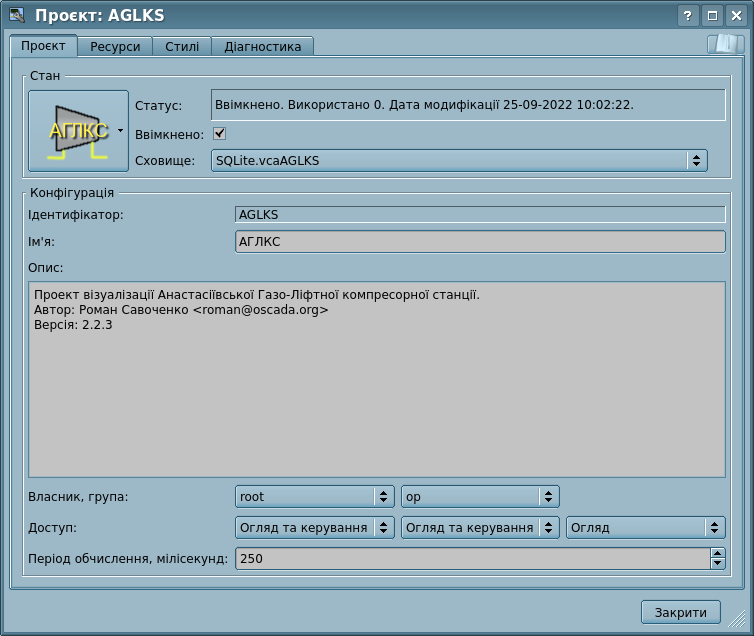 Проєкт: AGLKS
?
Проєкт Ресурси Стилі Діагностика
Стан
АГЛКС
Статус: Ввімкнено. Використано 0. Дата модифікації 25-09-2022 10:02:22.
Ввімкнено:
Сховище: SQLite.vcaAGLKS
Конфігурація
Ідентифікатор: AGLKS
Ім'я: АГЛКС
Опис:
Проект візуалізації Анастасіївської Газо-Ліфтної компресорної станції.
Автор: Роман Савоченко <roman@oscada.org>
Версія: 2.2.3
Власник, група: root op
Доступ: Огляд та керування Огляд та керування Огляд
Період обчислення, мілісекунд: 250
Закрити